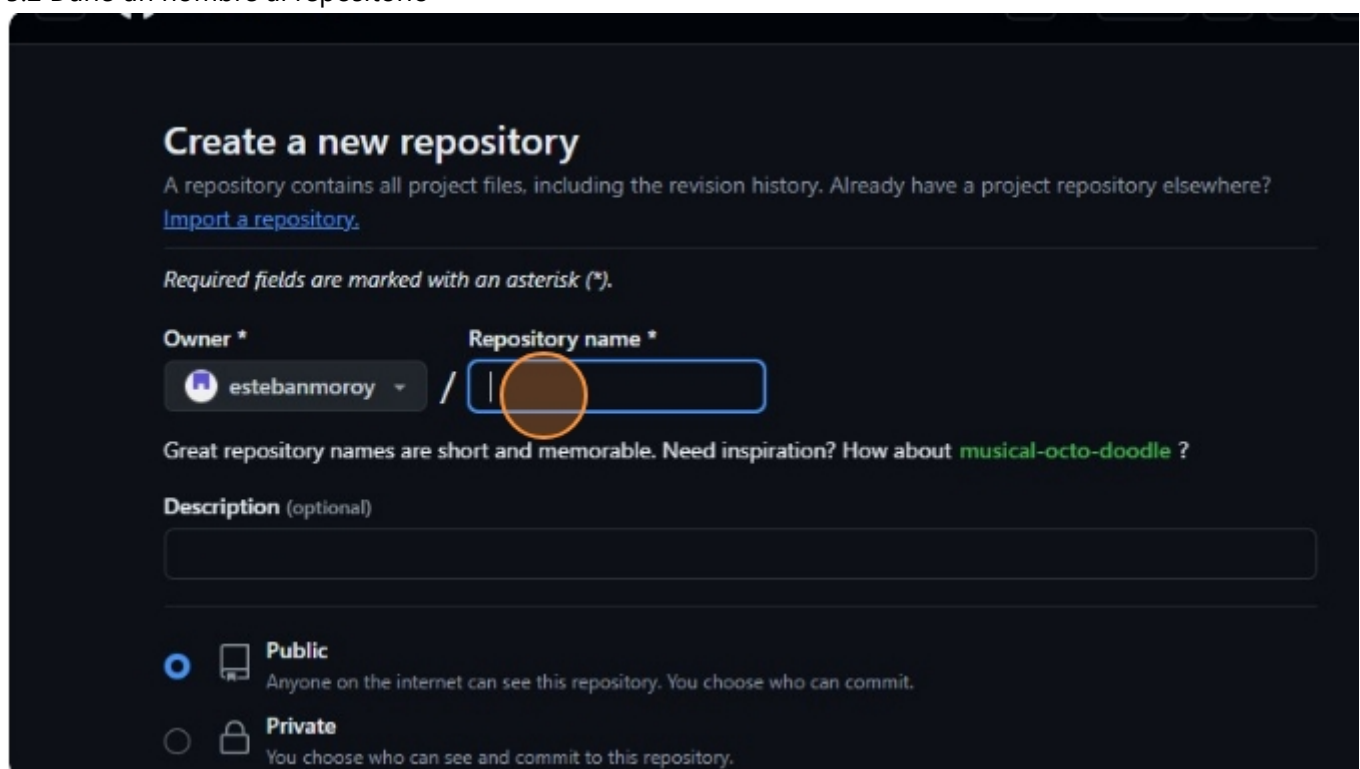 Create a new repository
A repository contains all project files, including the revision history. Already have a project repository elsewhere?
Import a repository.
Required fields are marked with an asterisk (*).
Owner * Repository name *
estebanmoroy / 
Great repository names are short and memorable. Need inspiration? How about musical-octo-doodle ?
Description (optional)
Public
Anyone on the internet can see this repository. You choose who can commit.
Private
You choose who can see and commit to this repository.